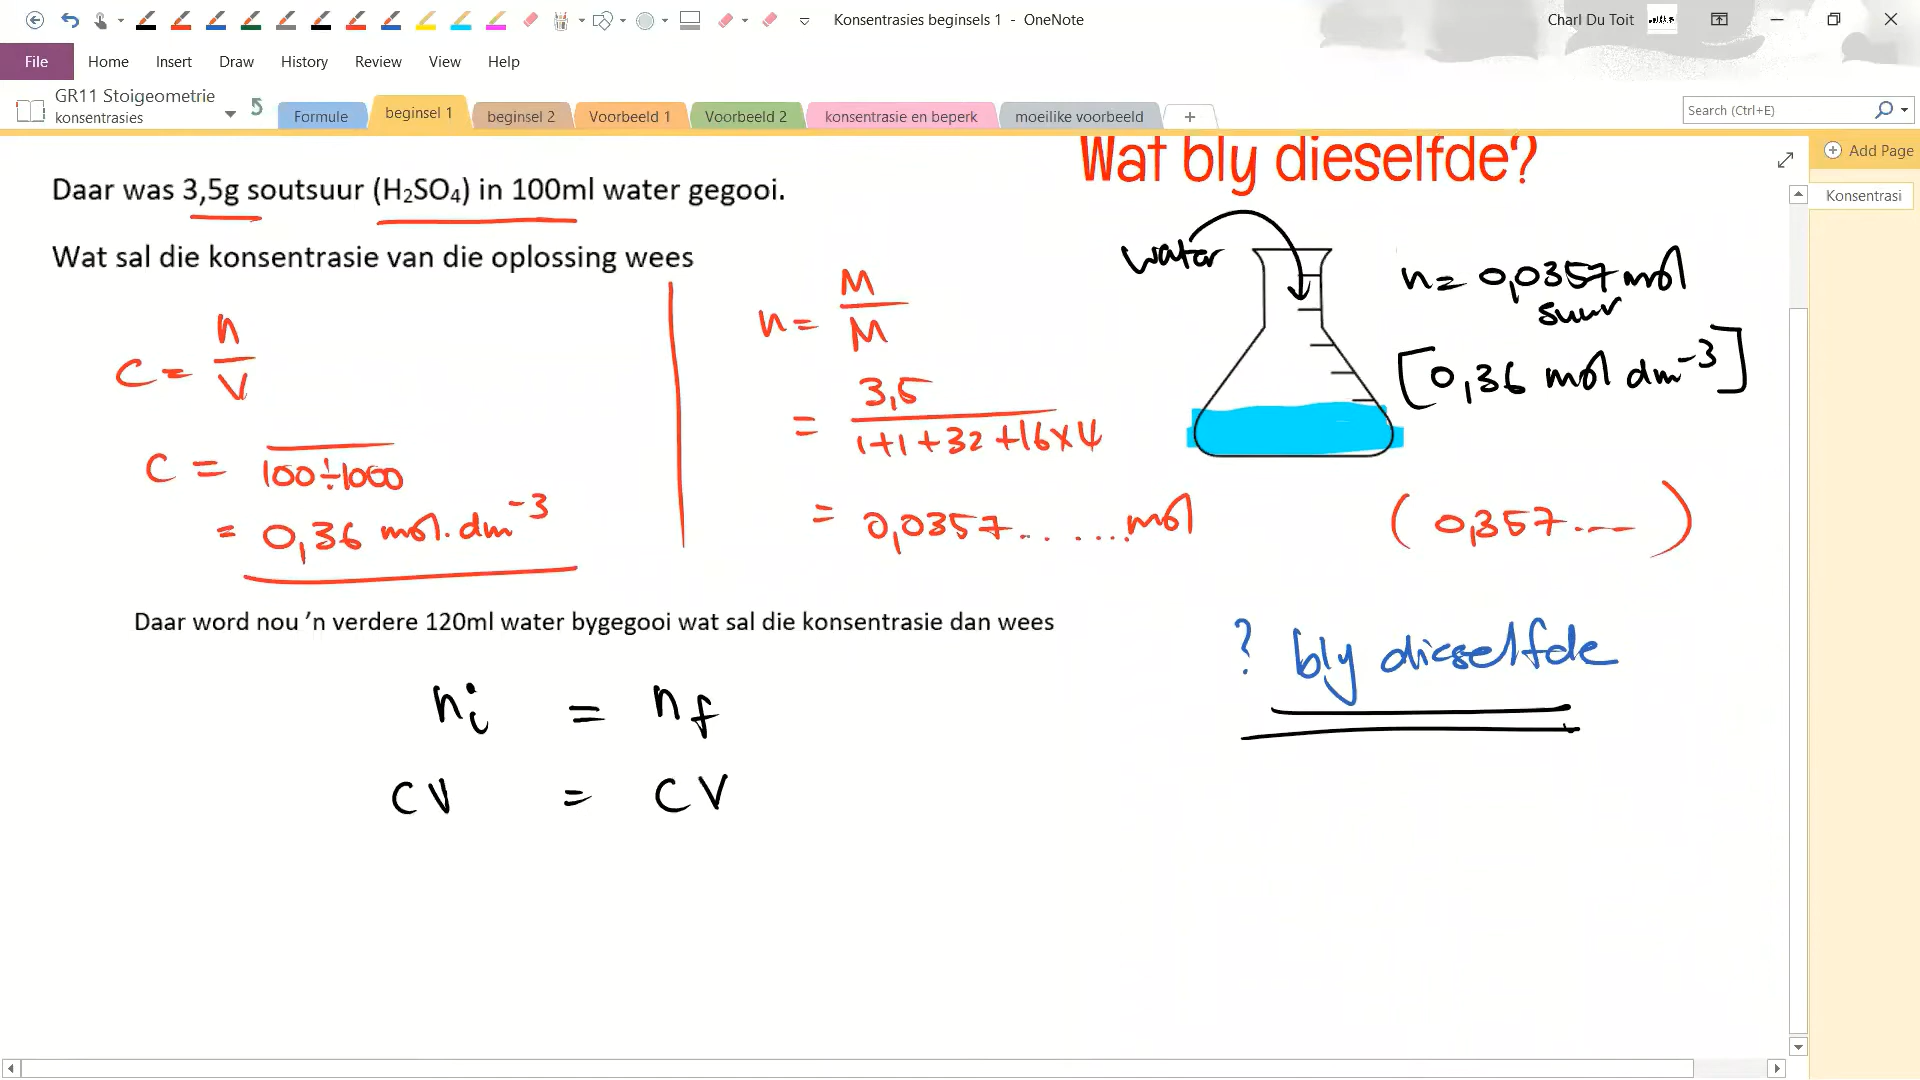 Konsentrasies beginsels 1 - OneNote
Charl Du Toit
File Home Insert Draw History Review View Help
GR11 Stoigeometrie
konsentrasies
Formule beginsel 1 beginsel 2 Voorbeeld 1 Voorbeeld 2 konsentrasie en beperk moeilike voorbeeld +
Search (Ctrl+E)
Add Page
Konsentrasi
Wat bly dieselfde?
Daar was 3,5g soutsuur (H₂SO₄) in 100ml water gegooi.
Wat sal die konsentrasie van die oplossing wees
C = n/V
C = /100÷1000
= 0,36 mol.dm⁻³
n = M/M
= 3,5/1+1+32+16×4
= 0,0357.......mol
water
n = 0,0357 mol
suur
[0,36 mol dm⁻³]
(0,357...)
Daar word nou 'n verdere 120ml water bygegooi wat sal die konsentrasie dan wees
? bly dieselfde
nᵢ = n_f
CV = CV